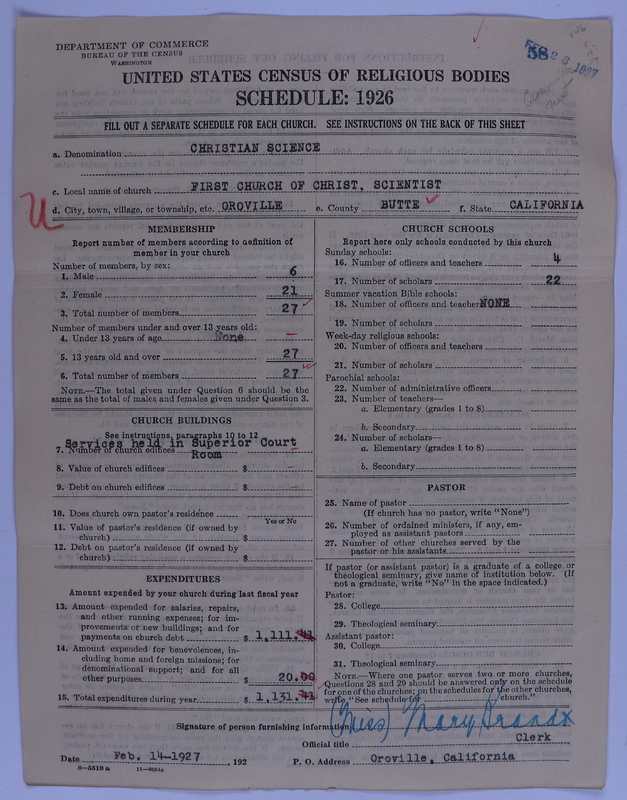 DEPARTMENT OF COMMERCE
BUREAU OF THE CENSUS
WASHINGTON
58
1927
UNITED STATES CENSUS OF RELIGIOUS BODIES
SCHEDULE: 1926
FILL OUT A SEPARATE SCHEDULE FOR EACH CHURCH. SEE INSTRUCTIONS ON THE BACK OF THIS SHEET
a. Denomination CHRISTIAN SCIENCE
c. Local name of church FIRST CHURCH OF CHRIST, SCIENTIST
d. City, town, village, or township, etc. OROVILLE e. County BUTTE f. State CALIFORNIA
MEMBERSHIP
Report number of members according to definition of
member in your church
Number of members, by sex:
1. Male 6
2. Female 21
3. Total number of members 27
Number of members under and over 13 years old:
4. Under 13 years of age None —
5. 13 years old and over 27
6. Total number of members 27
NOTE.—The total given under Question 6 should be the
same as the total of males and females given under Question 3.
CHURCH BUILDINGS
See instructions, paragraphs 10 to 12
Services held in Superior Court
7. Number of church edifices
Room
8. Value of church edifices $ –
9. Debt on church edifices $ –
10. Does church own pastor's residence
Yes or No
11. Value of pastor's residence (if owned by
church) $
12. Debt on pastor's residence (if owned by
church) $
EXPENDITURES
Amount expended by your church during last fiscal year
13. Amount expended for salaries, repairs,
and other running expenses; for im-
provements or new buildings; and for
payments on church debt $ 1,111.41
14. Amount expended for benevolences, in-
cluding home and foreign missions; for
denominational support; and for all
other purposes $ 20.00
15. Total expenditures during year $ 1,131.41
CHURCH SCHOOLS
Report here only schools conducted by this church
Sunday schools:
16. Number of officers and teachers 4
17. Number of scholars 22
Summer vacation Bible schools:
18. Number of officers and teachers NONE
19. Number of scholars
Week-day religious schools:
20. Number of officers and teachers
21. Number of scholars
Parochial schools:
22. Number of administrative officers
23. Number of teachers—
a. Elementary (grades 1 to 8)
b. Secondary
24. Number of scholars—
a. Elementary (grades 1 to 8)
b. Secondary
PASTOR
25. Name of pastor
(If church has no pastor, write "None")
26. Number of ordained ministers, if any, em-
ployed as assistant pastors
27. Number of other churches served by the
pastor or his assistants
If pastor (or assistant pastor) is a graduate of a college or
theological seminary, give name of institution below. (If
not a graduate, write "No" in the space indicated.)
Pastor:
28. College
29. Theological seminary
Assistant pastor:
30. College
31. Theological seminary
NOTE.—Where one pastor serves two or more churches,
Questions 28 and 29 should be answered only on the schedule
for one of the churches; on the schedules for the other churches,
write "See schedule for church."
Signature of person furnishing information (Miss) Mary Brandx
Official title Clerk
Date Feb. 14-1927, 192 P. O. Address Oroville, California
8—5518 a 11—9604a